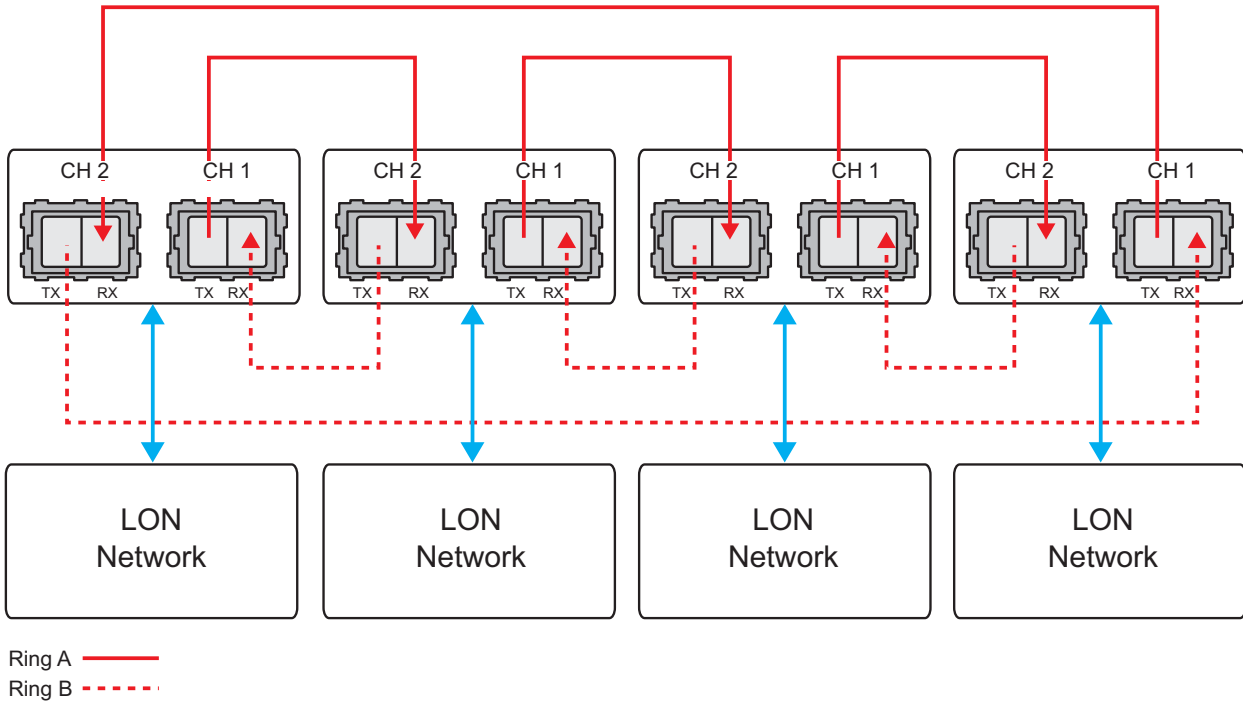 CH 2 CH 1 CH 2 CH 1 CH 2 CH 1 CH 2 CH 1
TX RX TX RX TX RX TX RX TX RX TX RX TX RX TX RX
LON LON LON LON
Network Network Network Network
Ring A
Ring B